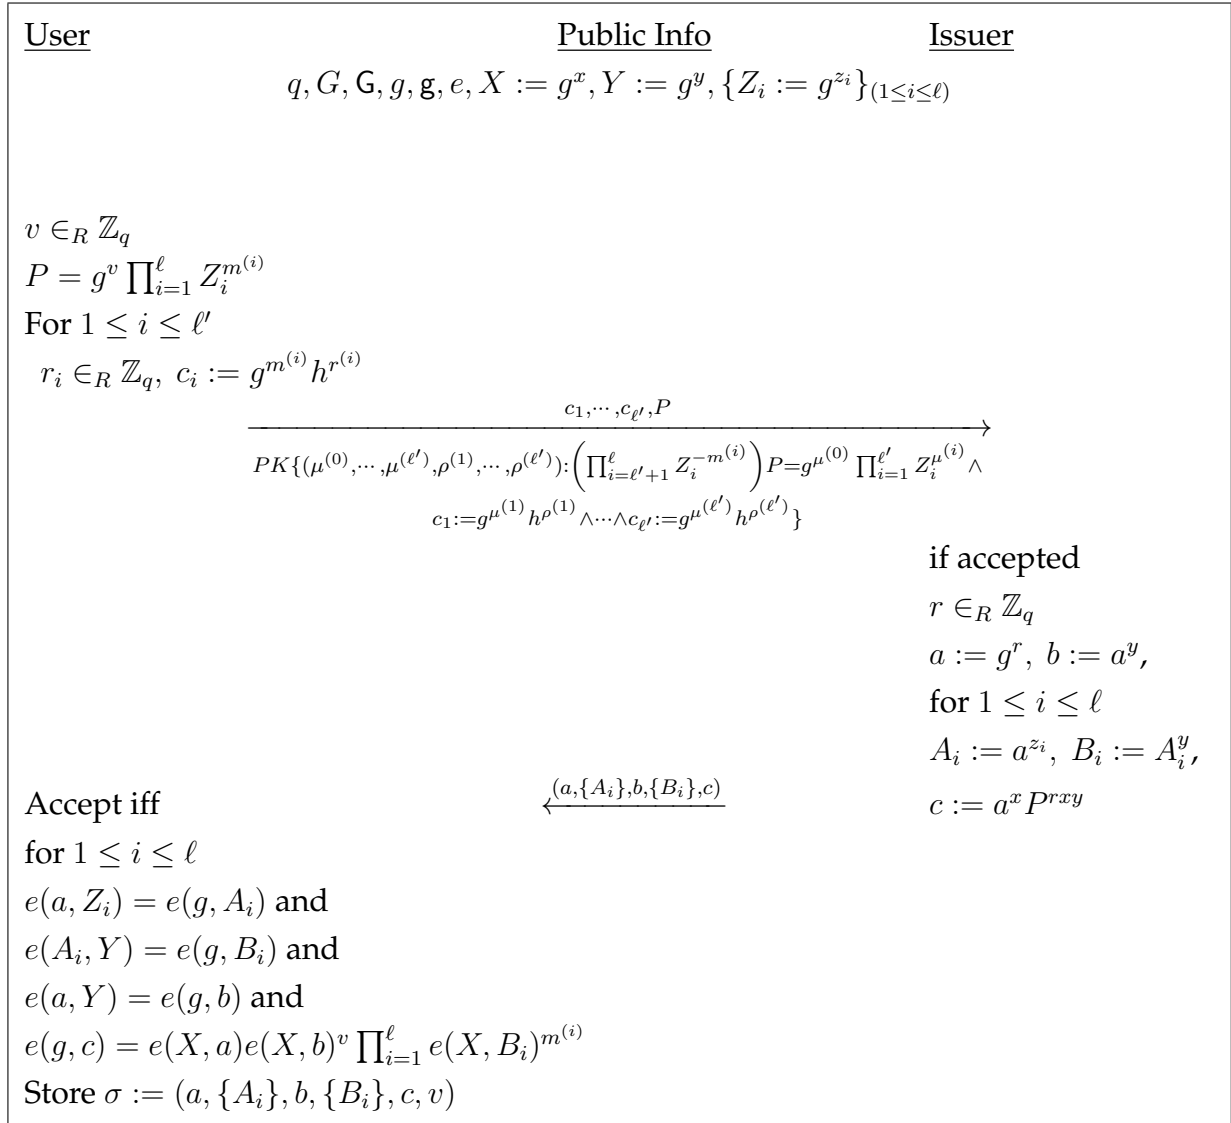 User Public Info Issuer
q, G, 𝖦, g, 𝗀, e, X := g^x, Y := g^y, {Z_i := g^{z_i}}_{(1≤i≤ℓ)}
v ∈_R ℤ_q
P = g^v ∏_{i=1}^{ℓ} Z_i^{m^{(i)}}
For 1 ≤ i ≤ ℓ′
r_i ∈_R ℤ_q, c_i := g^{m^{(i)}} h^{r^{(i)}}
c_1,⋯,c_{ℓ′},P
PK{(μ^{(0)},⋯,μ^{(ℓ′)},ρ^{(1)},⋯,ρ^{(ℓ′)}):(∏_{i=ℓ′+1}^{ℓ} Z_i^{−m^{(i)}})P=g^{μ^{(0)}} ∏_{i=1}^{ℓ′} Z_i^{μ^{(i)}} ∧
c_1:=g^{μ^{(1)}} h^{ρ^{(1)}} ∧⋯∧ c_{ℓ′}:=g^{μ^{(ℓ′)}} h^{ρ^{(ℓ′)}}}
if accepted
r ∈_R ℤ_q
a := g^r, b := a^y,
for 1 ≤ i ≤ ℓ
A_i := a^{z_i}, B_i := A_i^y,
Accept iff (a,{A_i},b,{B_i},c) c := a^x P^{rxy}
for 1 ≤ i ≤ ℓ
e(a, Z_i) = e(g, A_i) and
e(A_i, Y) = e(g, B_i) and
e(a, Y) = e(g, b) and
e(g, c) = e(X, a)e(X, b)^v ∏_{i=1}^{ℓ} e(X, B_i)^{m^{(i)}}
Store σ := (a, {A_i}, b, {B_i}, c, v)